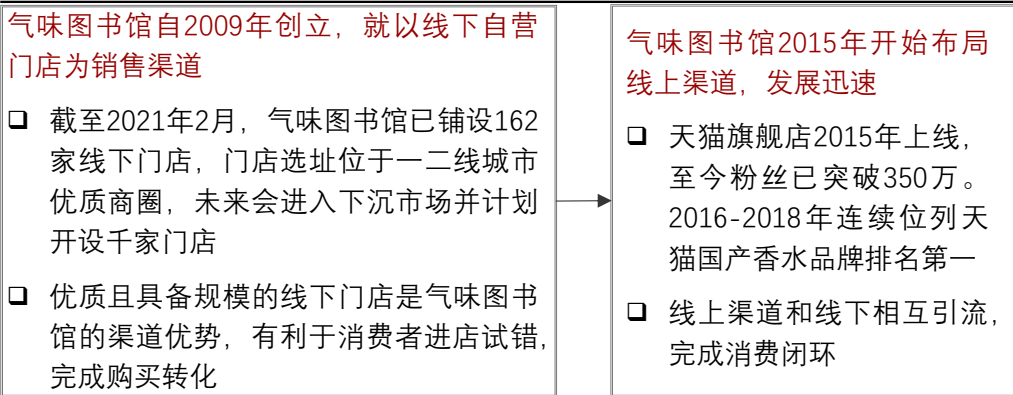 气味图书馆自2009年创立，就以线下自营
门店为销售渠道
截至2021年2月，气味图书馆已铺设162
家线下门店，门店选址位于一二线城市
优质商圈，未来会进入下沉市场并计划
开设千家门店
优质且具备规模的线下门店是气味图书
馆的渠道优势，有利于消费者进店试错，
完成购买转化
气味图书馆2015年开始布局
线上渠道，发展迅速
天猫旗舰店2015年上线，
至今粉丝已突破350万。
2016-2018年连续位列天
猫国产香水品牌排名第一
线上渠道和线下相互引流，
完成消费闭环